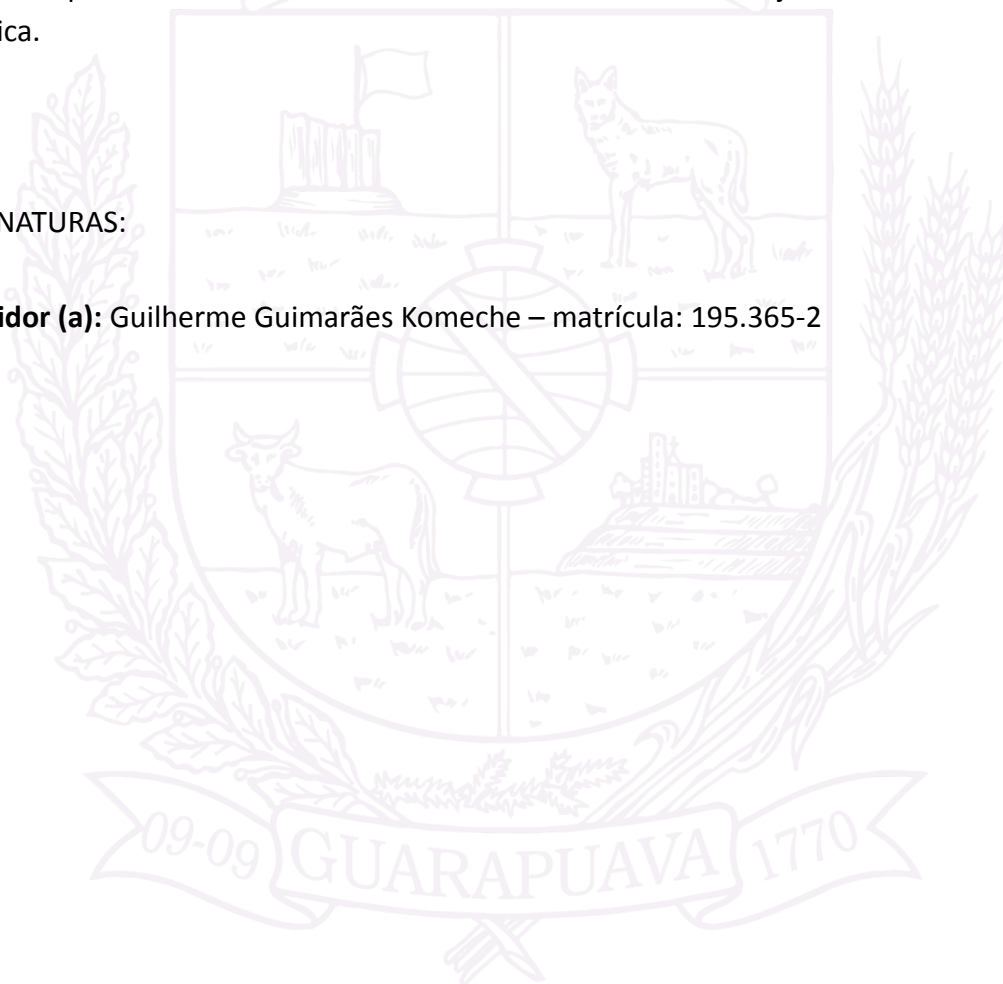 ica.
NATURAS:
idor (a): Guilherme Guimarães Komeche – matrícula: 195.365-2
09-09 GUARAPUAVA 1770